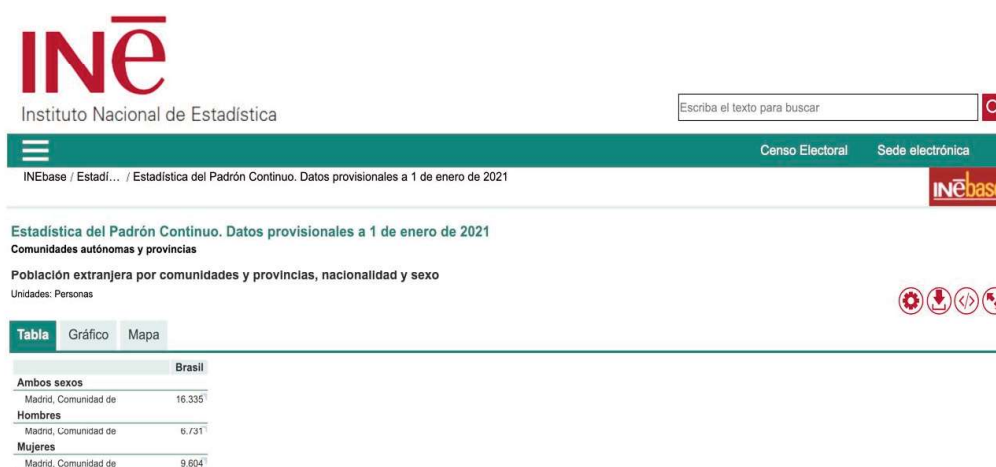 INe
Instituto Nacional de Estadística
Escriba el texto para buscar
Censo Electoral Sede electrónica
INEbase / Estadí... / Estadística del Padrón Continuo. Datos provisionales a 1 de enero de 2021
INebase
Estadística del Padrón Continuo. Datos provisionales a 1 de enero de 2021
Comunidades autónomas y provincias
Población extranjera por comunidades y provincias, nacionalidad y sexo
Unidades: Personas
Tabla Gráfico Mapa
Brasil
Ambos sexos
Madrid, Comunidad de 16.335
Hombres
Madrid, Comunidad de 6.731
Mujeres
Madrid, Comunidad de 9.604